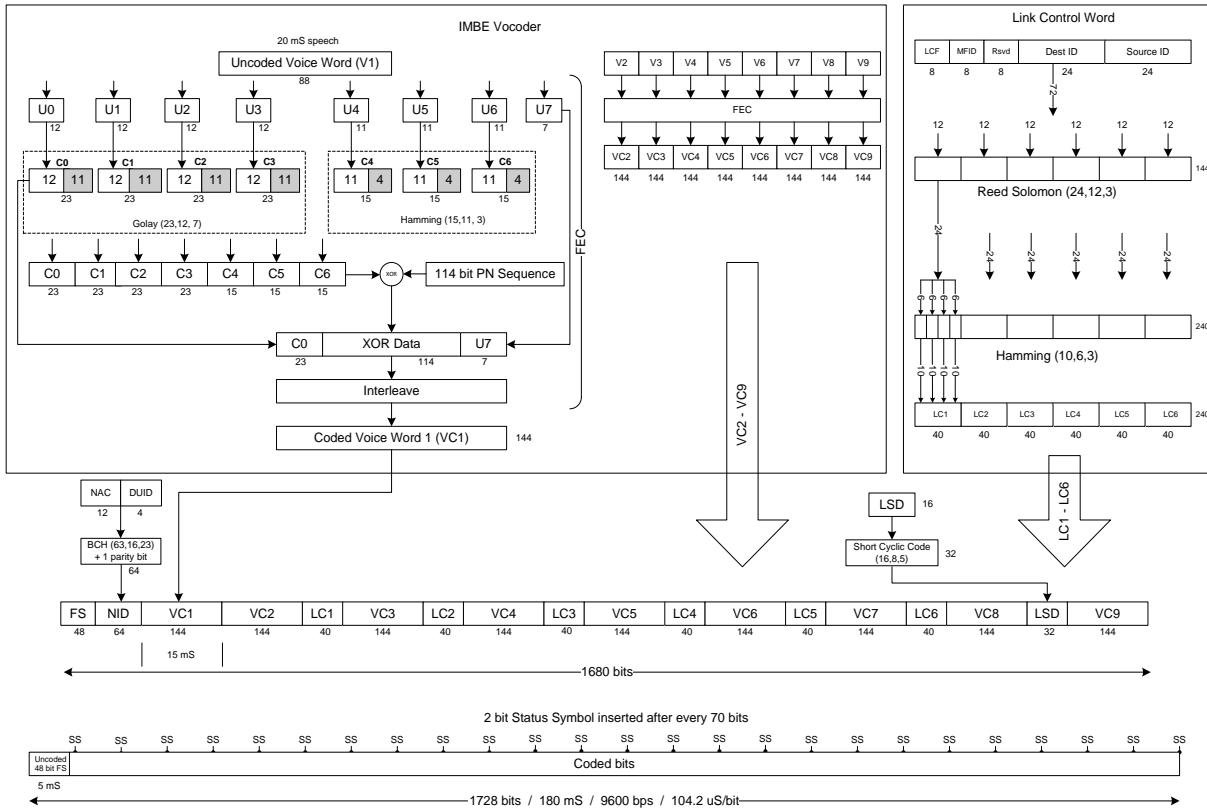 IMBE Vocoder
20 mS speech
Uncoded Voice Word (V1)
88
U0 U1 U2 U3 U4 U5 U6 U7
12 12 12 12 11 11 11 7
C0 C1 C2 C3 C4 C5 C6
12 11 12 11 12 11 12 11 11 4 11 4 11 4
23 23 23 23 15 15 15
Golay (23,12, 7)
Hamming (15,11, 3)
C0 C1 C2 C3 C4 C5 C6
XOR
114 bit PN Sequence
23 23 23 23 15 15 15
C0 XOR Data U7
23 114 7
Interleave
Coded Voice Word 1 (VC1)
144
FEC
V2 V3 V4 V5 V6 V7 V8 V9
FEC
VC2 VC3 VC4 VC5 VC6 VC7 VC8 VC9
144 144 144 144 144 144 144 144
VC2 - VC9
Link Control Word
LCF MFID Rsvd Dest ID Source ID
8 8 8 24 24
72
12 12 12 12 12 12
144
Reed Solomon (24,12,3)
24 24 24 24 24 24
6 6 6 6
240
Hamming (10,6,3)
10 10 10 10
LC1 LC2 LC3 LC4 LC5 LC6
240
40 40 40 40 40 40
LC1 - LC6
NAC DUID
12 4
BCH (63,16,23)
+ 1 parity bit
64
LSD
16
Short Cyclic Code
(16,8,5)
32
FS NID VC1 VC2 LC1 VC3 LC2 VC4 LC3 VC5 LC4 VC6 LC5 VC7 LC6 VC8 LSD VC9
48 64 144 144 40 144 40 144 40 144 40 144 40 144 40 144 32 144
15 mS
1680 bits
2 bit Status Symbol inserted after every 70 bits
SS SS SS SS SS SS SS SS SS SS SS SS SS SS SS SS SS SS SS SS SS SS SS SS SS
Uncoded
48 bit FS
Coded bits
5 mS
1728 bits / 180 mS / 9600 bps / 104.2 uS/bit